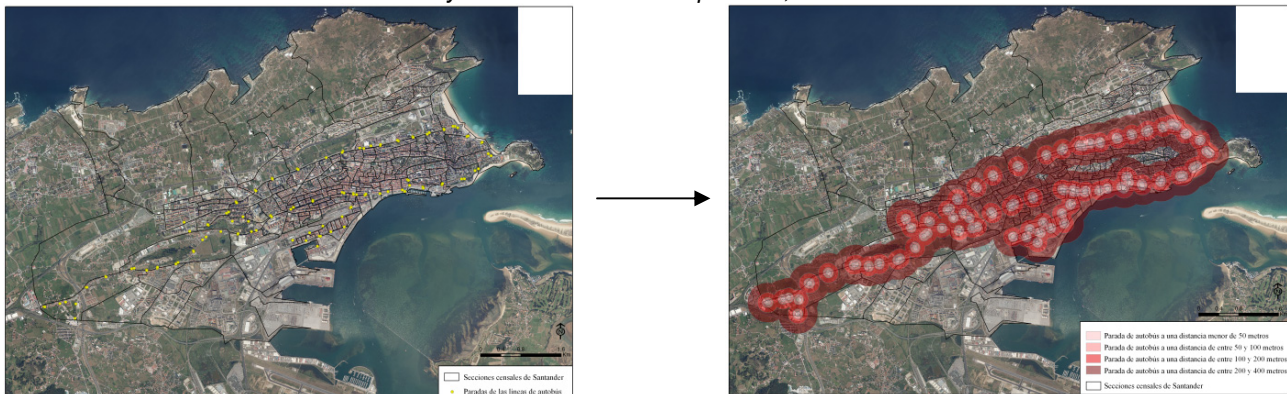 Secciones censales de Santander
Paradas de las líneas de autobús
Parada de autobús a una distancia menor de 50 metros
Parada de autobús a una distancia de entre 50 y 100 metros
Parada de autobús a una distancia de entre 100 y 200 metros
Parada de autobús a una distancia de entre 200 y 400 metros
Secciones censales de Santander